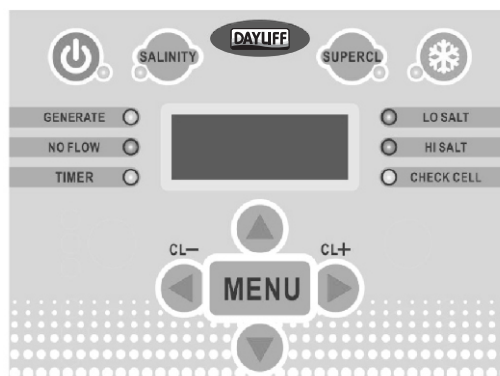 DAYLIFF
SALINITY
SUPERCL
GENERATE
LO SALT
NO FLOW
HI SALT
TIMER
CHECK CELL
CL−
CL+
MENU